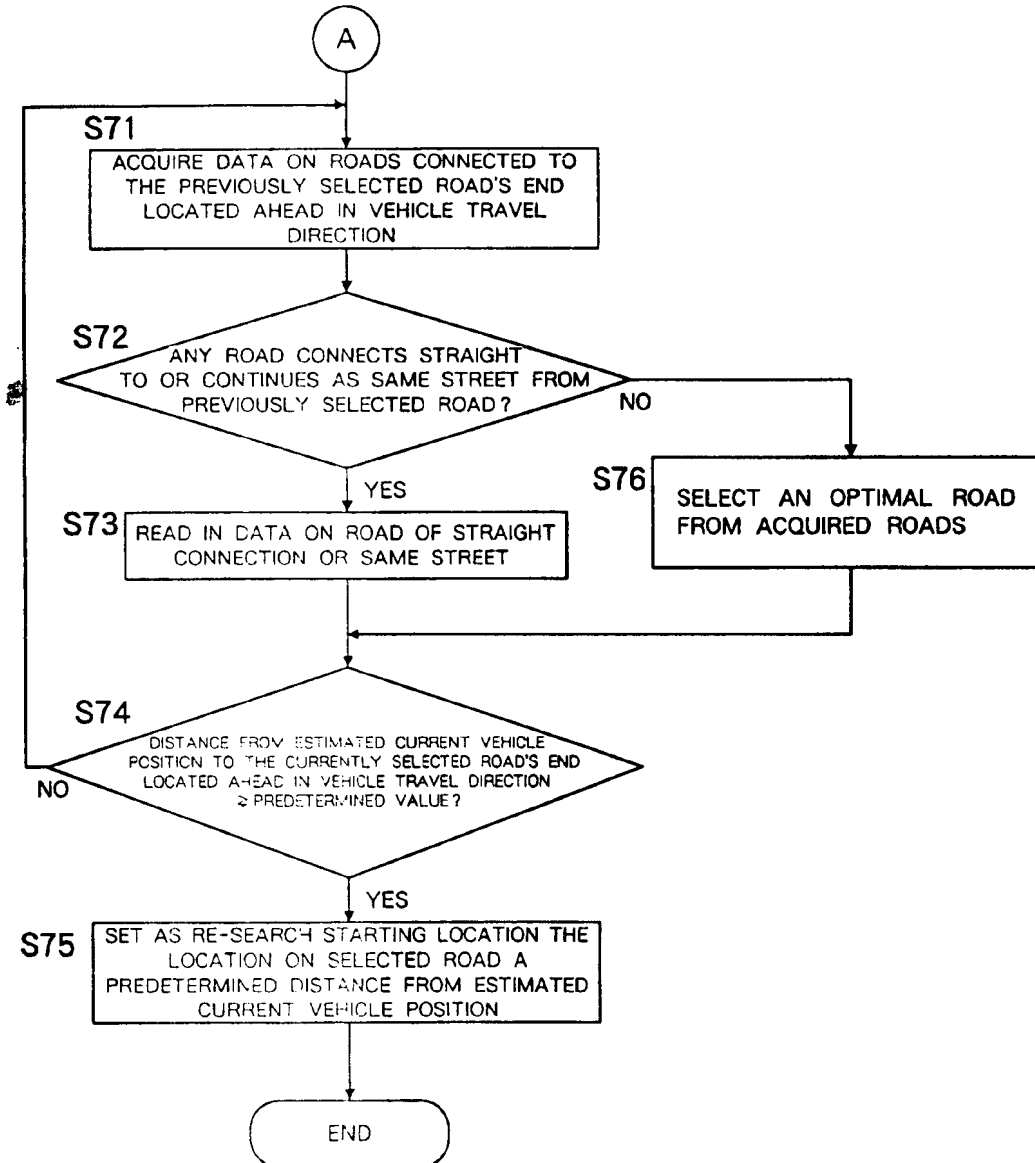 A
S71
ACQUIRE DATA ON ROADS CONNECTED TO
THE PREVIOUSLY SELECTED ROAD'S END
LOCATED AHEAD IN VEHICLE TRAVEL
DIRECTION
S72
ANY ROAD CONNECTS STRAIGHT
TO OR CONTINUES AS SAME STREET FROM
PREVIOUSLY SELECTED ROAD?
NO
YES
S76
SELECT AN OPTIMAL ROAD
FROM ACQUIRED ROADS
S73
READ IN DATA ON ROAD OF STRAIGHT
CONNECTION OR SAME STREET
S74
DISTANCE FROM ESTIMATED CURRENT VEHICLE
POSITION TO THE CURRENTLY SELECTED ROAD'S END
LOCATED AHEAD IN VEHICLE TRAVEL DIRECTION
≥ PREDETERMINED VALUE?
NO
YES
S75
SET AS RE-SEARCH STARTING LOCATION THE
LOCATION ON SELECTED ROAD A
PREDETERMINED DISTANCE FROM ESTIMATED
CURRENT VEHICLE POSITION
END